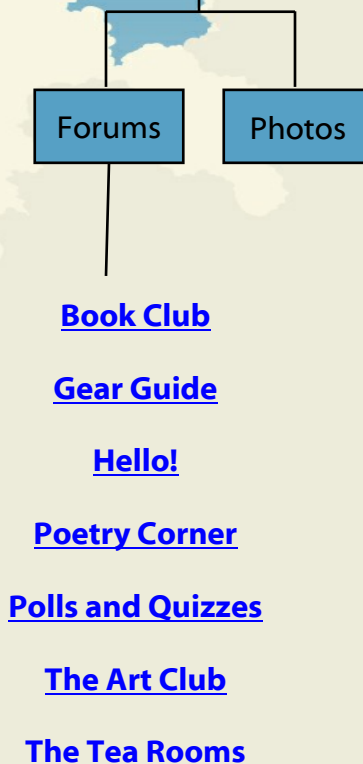 Forums Photos
Book Club
Gear Guide
Hello!
Poetry Corner
Polls and Quizzes
The Art Club
The Tea Rooms